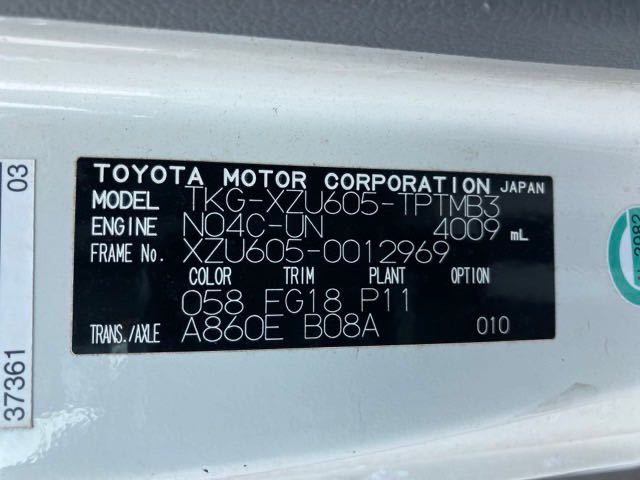 TOYOTA MOTOR CORPORATION JAPAN
MODEL TKG-XZU605-TPTMB3
ENGINE N04C-UN 4009 mL
FRAME No. XZU605-0012969
COLOR TRIM PLANT OPTION
058 FG18 P11
TRANS./AXLE A860E B08A 010
37361 03
2982